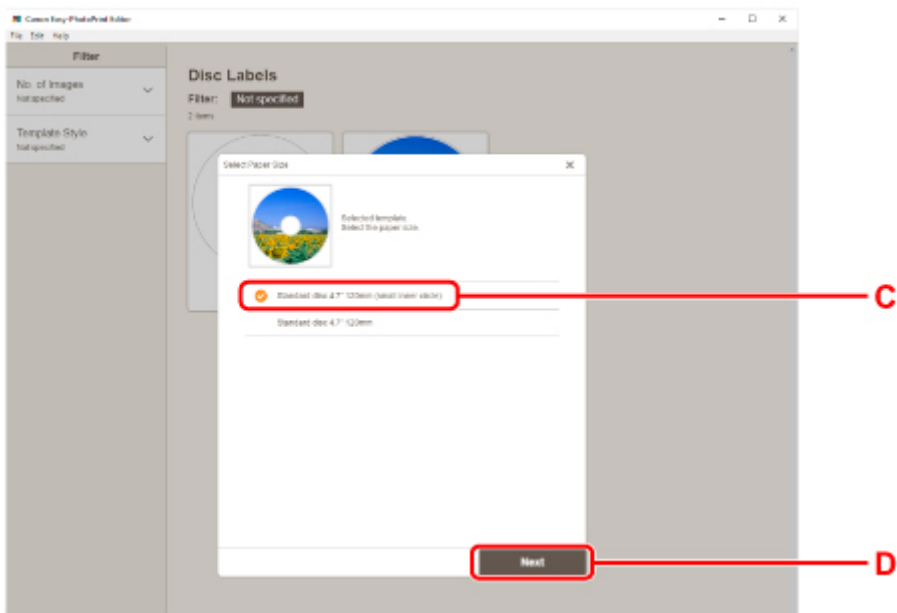 Canon Easy-PhotoPrint Editor
File Edit Help
Filter
No. of Images
Not specified
Template Style
Not specified
Disc Labels
Filter: Not specified
2 items
Select Paper Size
Selected template.
Select the paper size.
Standard disc 4.7" 120mm (small inner circle)
C
Standard disc 4.7" 120mm
Next
D